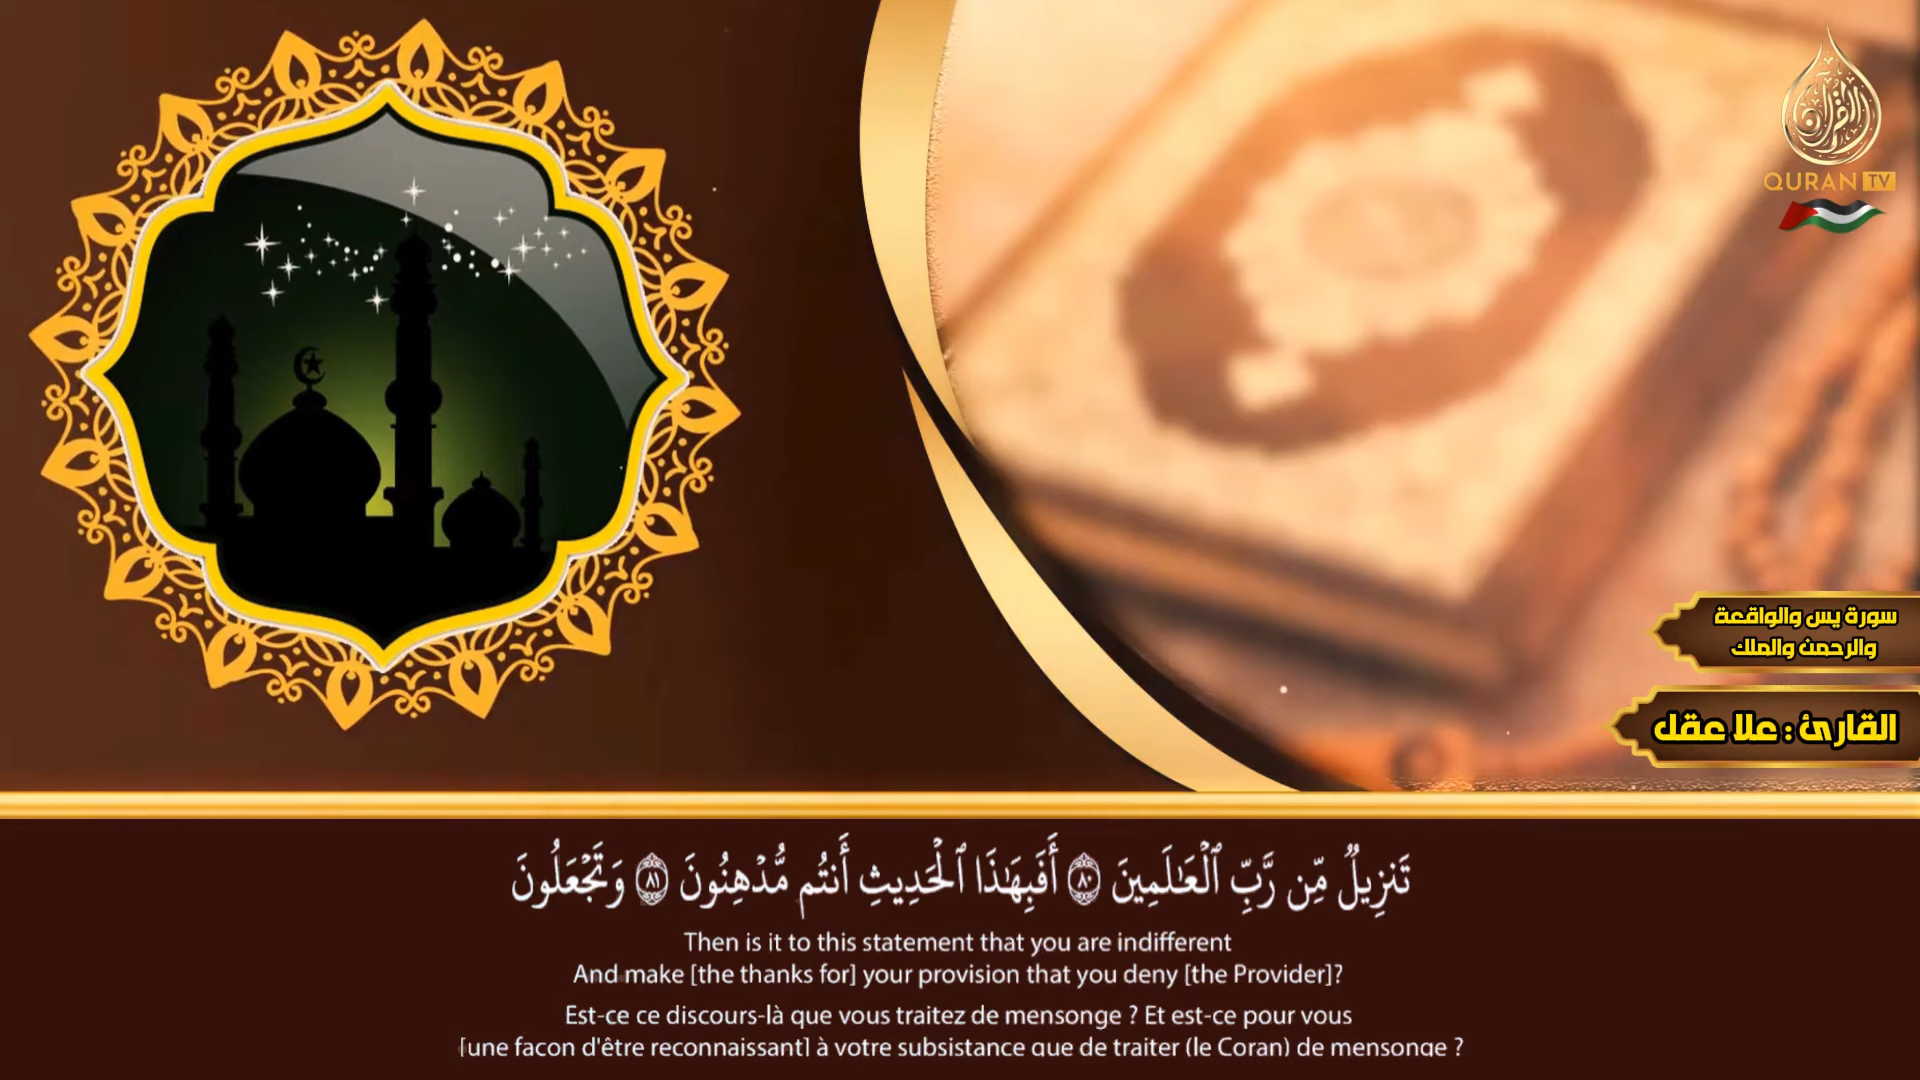 القرآن
QURAN TV
سورة يس والواقعة
والرحمن والملك
القارئ : علا عقل
تَنزِيلٌ مِّن رَّبِّ ٱلْعَـٰلَمِينَ ٨٠ أَفَبِهَـٰذَا ٱلْحَدِيثِ أَنتُم مُّدْهِنُونَ ٨١ وَتَجْعَلُونَ
Then is it to this statement that you are indifferent
And make [the thanks for] your provision that you deny [the Provider]?
Est-ce ce discours-là que vous traitez de mensonge ? Et est-ce pour vous
[une façon d'être reconnaissant] à votre subsistance que de traiter (le Coran) de mensonge ?